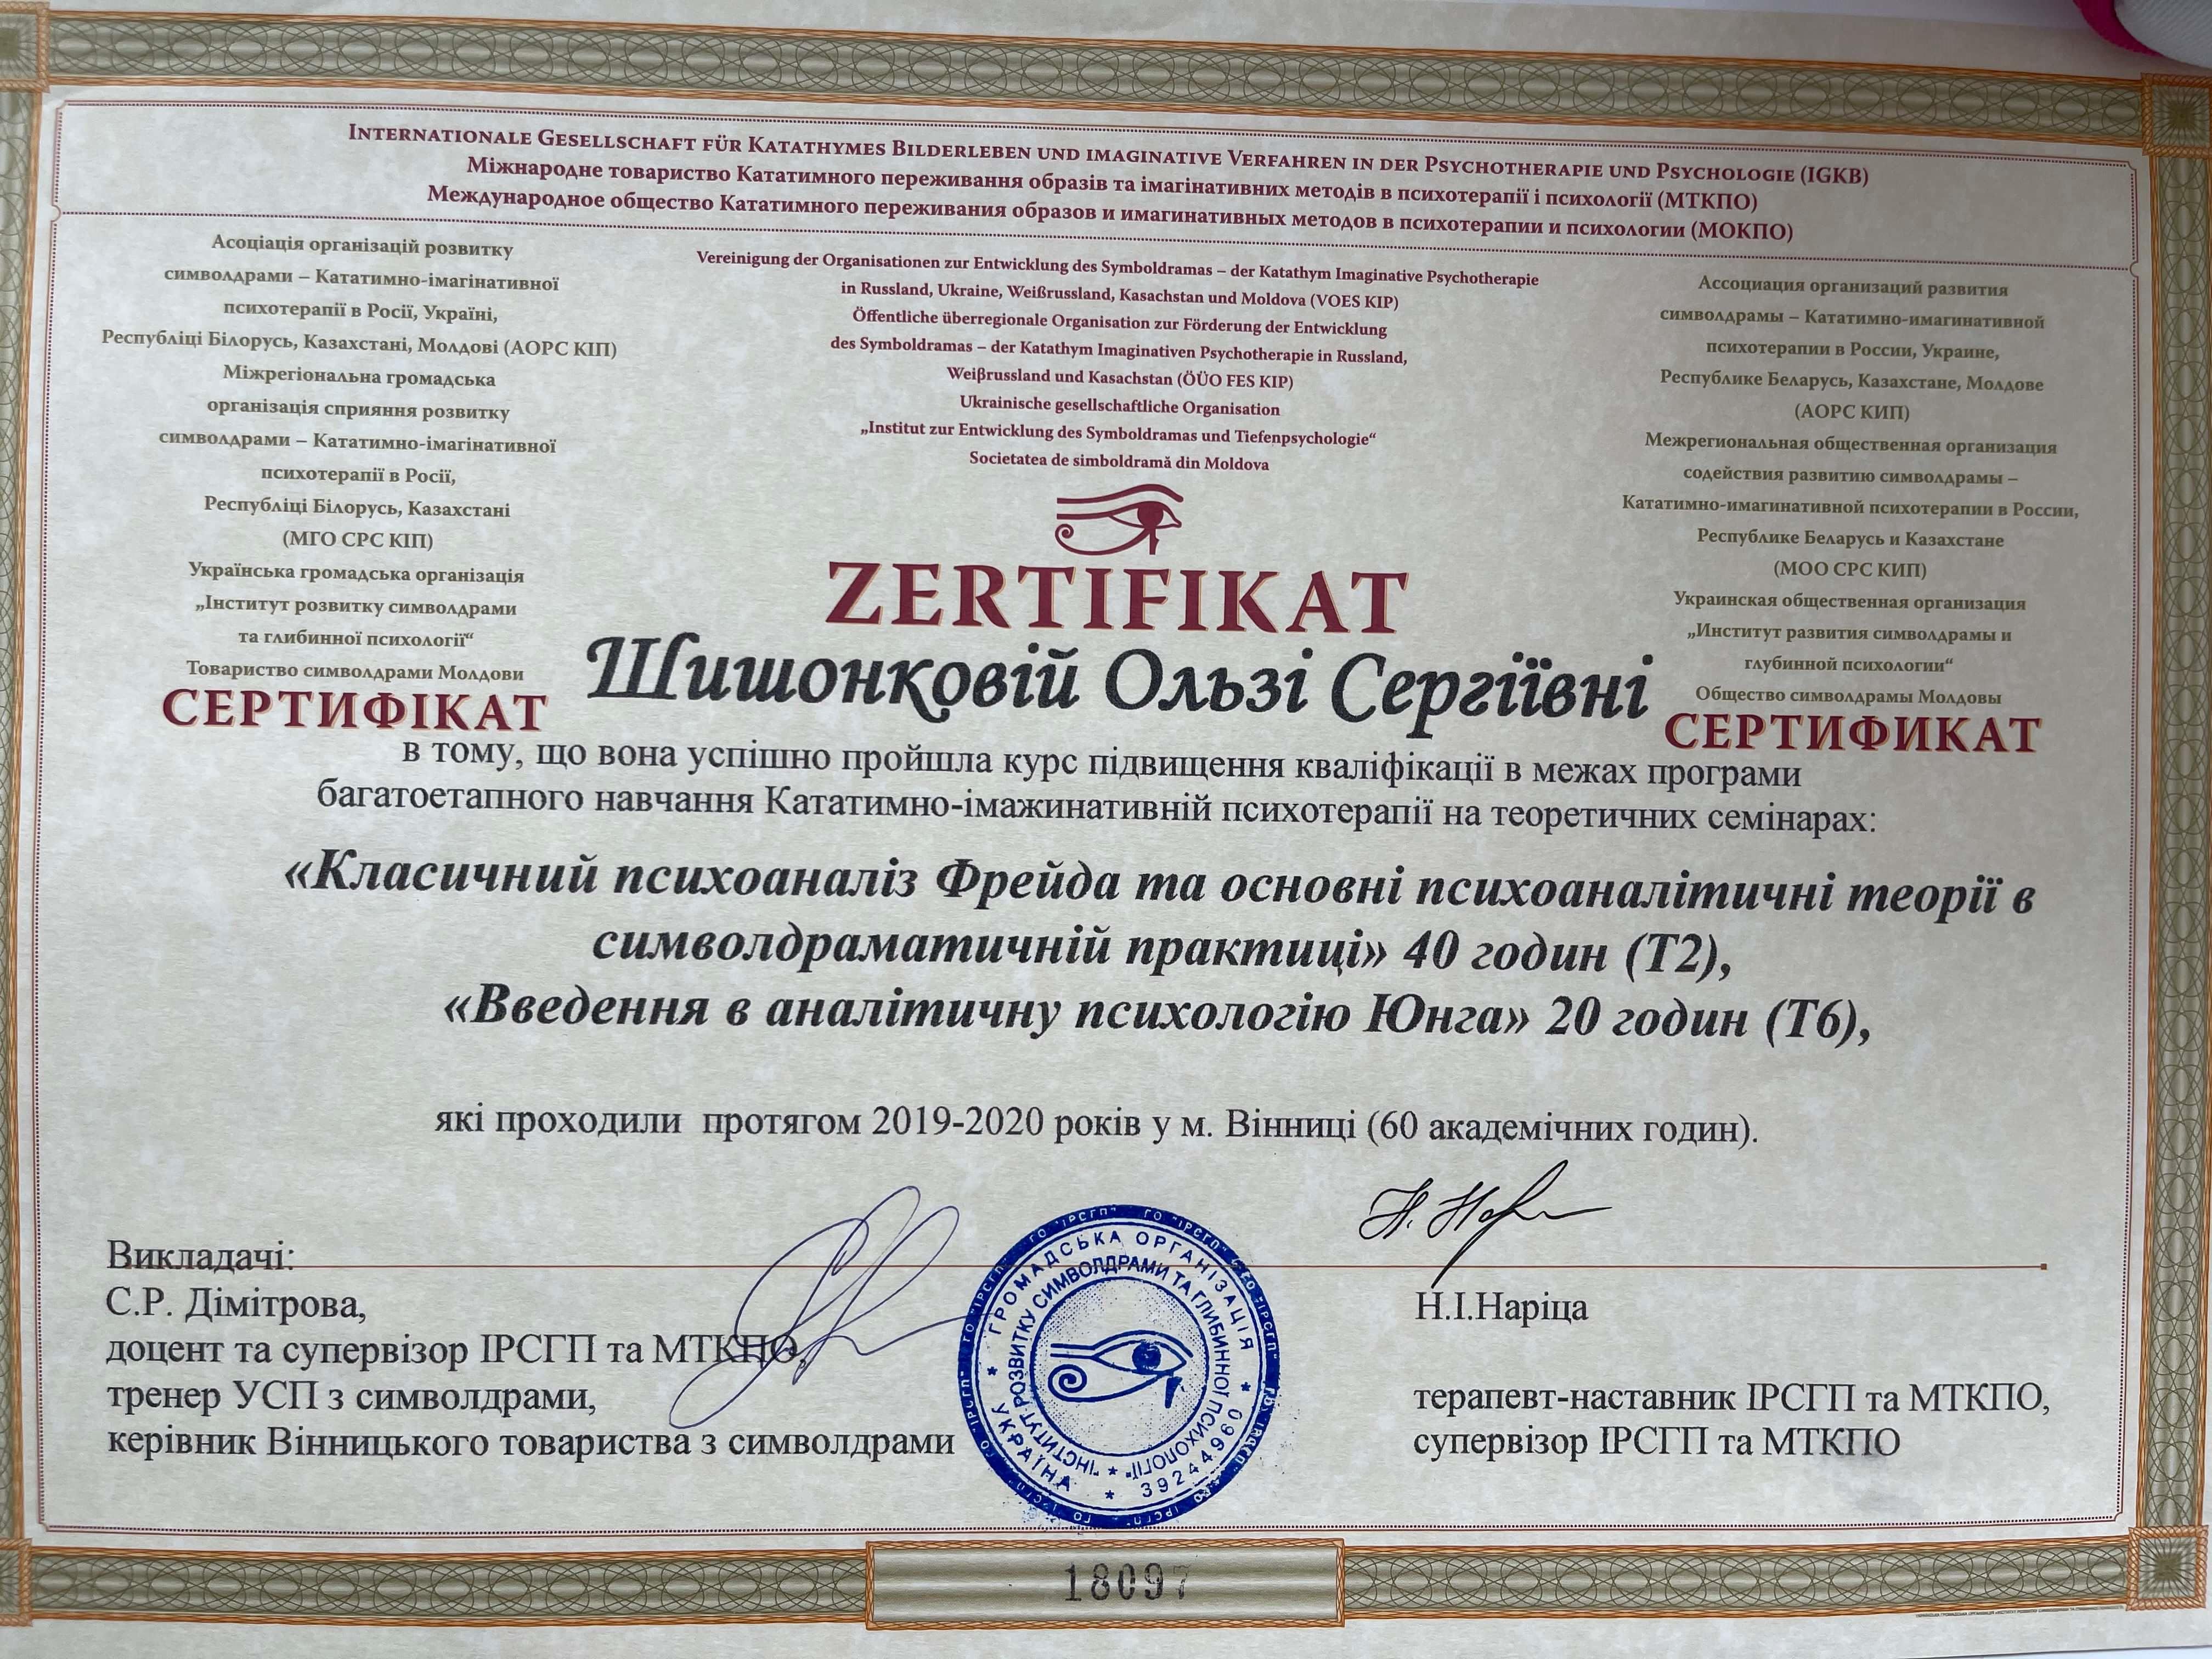 Internationale Gesellschaft für Katathymes Bilderleben und imaginative Verfahren in der Psychotherapie und Psychologie (IGKB)
Міжнародне товариство Кататимного переживання образів та імагінативних методів в психотерапії і психології (МТКПО)
Международное общество Кататимного переживания образов и имагинативных методов в психотерапии и психологии (МОКПО)
Асоціація організацій розвитку
символдрами – Кататимно-імагінативної
психотерапії в Росії, Україні,
Республіці Білорусь, Казахстані, Молдові (АОРС КІП)
Міжрегіональна громадська
організація сприяння розвитку
символдрами – Кататимно-імагінативної
психотерапії в Росії,
Республіці Білорусь, Казахстані
(МГО СРС КІП)
Українська громадська організація
„Інститут розвитку символдрами
та глибинної психології“
Товариство символдрами Молдови
СЕРТИФІКАТ
Vereinigung der Organisationen zur Entwicklung des Symboldramas – der Katathym Imaginative Psychotherapie
in Russland, Ukraine, Weißrussland, Kasachstan und Moldova (VOES KIP)
Öffentliche überregionale Organisation zur Förderung der Entwicklung
des Symboldramas – der Katathym Imaginativen Psychotherapie in Russland,
Weißrussland und Kasachstan (ÖÜO FES KIP)
Ukrainische gesellschaftliche Organisation
„Institut zur Entwicklung des Symboldramas und Tiefenpsychologie“
Societatea de simboldramă din Moldova
ZERTIFIKAT
Ассоциация организаций развития
символдрамы – Кататимно-имагинативной
психотерапии в России, Украине,
Республике Беларусь, Казахстане, Молдове
(АОРС КИП)
Межрегиональная общественная организация
содействия развитию символдрамы –
Кататимно-имагинативной психотерапии в России,
Республике Беларусь и Казахстане
(МОО СРС КИП)
Украинская общественная организация
„Институт развития символдрамы и
глубинной психологии“
Общество символдрамы Молдовы
СЕРТИФИКАТ
Шишонковій Ользі Сергіївні
в тому, що вона успішно пройшла курс підвищення кваліфікації в межах програми
багатоетапного навчання Кататимно-імажинативній психотерапії на теоретичних семінарах:
«Класичний психоаналіз Фрейда та основні психоаналітичні теорії в
символдраматичній практиці» 40 годин (Т2),
«Введення в аналітичну психологію Юнга» 20 годин (Т6),
які проходили протягом 2019-2020 років у м. Вінниці (60 академічних годин).
Викладачі:
С.Р. Дімітрова,
доцент та супервізор ІРСГП та МТКПО,
тренер УСП з символдрами,
керівник Вінницького товариства з символдрами
ГО "ІРСГП"
ГРОМАДСЬКА ОРГАНІЗАЦІЯ
"ІНСТИТУТ РОЗВИТКУ СИМВОЛДРАМИ ТА ГЛИБИННОЇ ПСИХОЛОГІЇ"
УКРАЇНА * 39244960
Н.І.Наріца
терапевт-наставник ІРСГП та МТКПО,
супервізор ІРСГП та МТКПО
18097